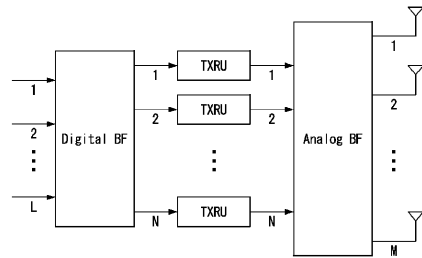 1 TXRU 1 1
1
2 TXRU 2 2
2
Digital BF
Analog BF
L
N TXRU N
M